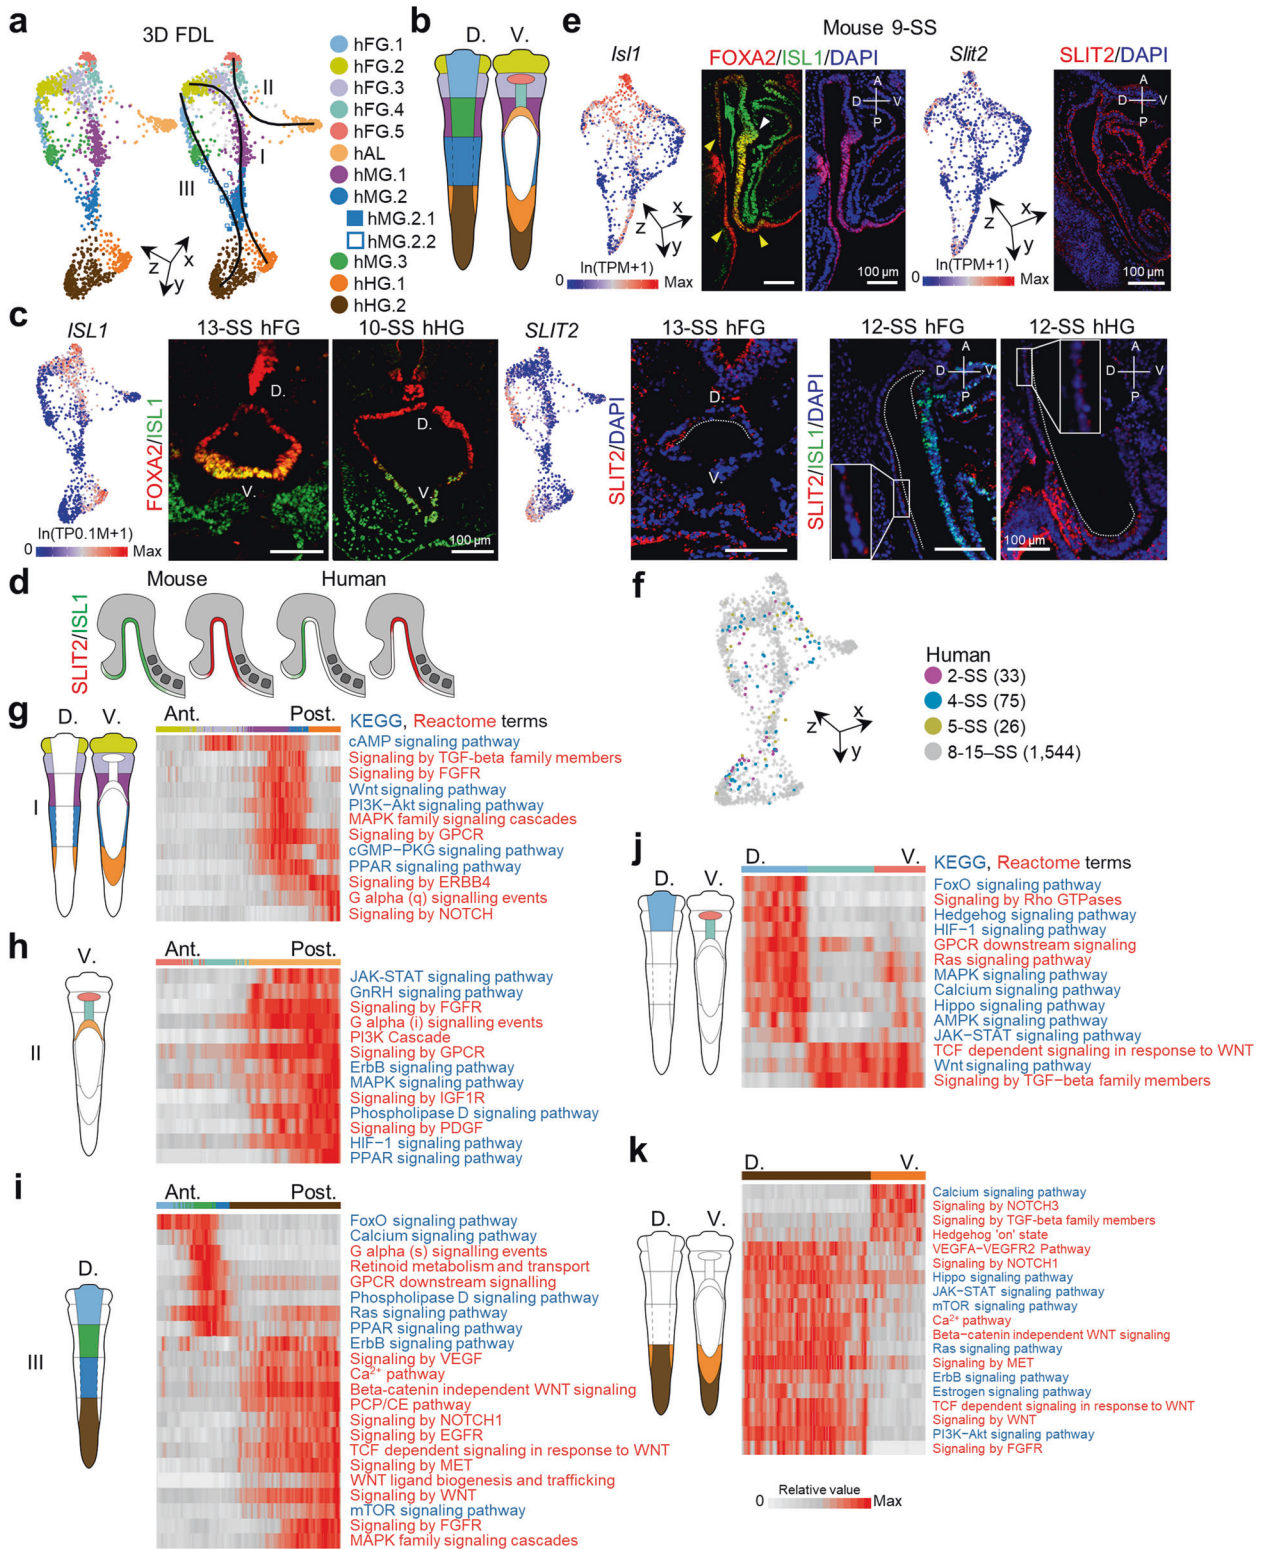 a
3D FDL
II
I
III
z
x
y
hFG.1
hFG.2
hFG.3
hFG.4
hFG.5
hAL
hMG.1
hMG.2
hMG.2.1
hMG.2.2
hMG.3
hHG.1
hHG.2
b
D. V.
e
Mouse 9-SS
Isl1
FOXA2/ISL1/DAPI
Slit2
SLIT2/DAPI
A
D V
P
A
D V
P
z
x
y
z
x
y
ln(TPM+1)
0 Max
100 µm
ln(TPM+1)
0 Max
100 µm
c
ISL1
13-SS hFG
10-SS hHG
SLIT2
13-SS hFG
12-SS hFG
12-SS hHG
FOXA2/ISL1
D.
V.
D.
V.
SLIT2/DAPI
D.
V.
SLIT2/ISL1/DAPI
A
D V
P
A
D V
P
ln(TP0.1M+1)
0 Max
100 µm
100 µm
d
Mouse Human
SLIT2/ISL1
f
z
x
y
Human
2-SS (33)
4-SS (75)
5-SS (26)
8-15–SS (1,544)
g
D. V.
I
Ant. Post.
KEGG, Reactome terms
cAMP signaling pathway
Signaling by TGF-beta family members
Signaling by FGFR
Wnt signaling pathway
PI3K−Akt signaling pathway
MAPK family signaling cascades
Signaling by GPCR
cGMP−PKG signaling pathway
PPAR signaling pathway
Signaling by ERBB4
G alpha (q) signalling events
Signaling by NOTCH
h
V.
II
Ant. Post.
JAK-STAT signaling pathway
GnRH signaling pathway
Signaling by FGFR
G alpha (i) signalling events
PI3K Cascade
Signaling by GPCR
ErbB signaling pathway
MAPK signaling pathway
Signaling by IGF1R
Phospholipase D signaling pathway
Signaling by PDGF
HIF−1 signaling pathway
PPAR signaling pathway
i
D.
III
Ant. Post.
FoxO signaling pathway
Calcium signaling pathway
G alpha (s) signalling events
Retinoid metabolism and transport
GPCR downstream signalling
Phospholipase D signaling pathway
Ras signaling pathway
PPAR signaling pathway
ErbB signaling pathway
Signaling by VEGF
Ca2+ pathway
Beta-catenin independent WNT signaling
PCP/CE pathway
Signaling by NOTCH1
Signaling by EGFR
TCF dependent signaling in response to WNT
Signaling by MET
WNT ligand biogenesis and trafficking
Signaling by WNT
mTOR signaling pathway
Signaling by FGFR
MAPK family signaling cascades
j
D. V.
D. V.
KEGG, Reactome terms
FoxO signaling pathway
Signaling by Rho GTPases
Hedgehog signaling pathway
HIF−1 signaling pathway
GPCR downstream signaling
Ras signaling pathway
MAPK signaling pathway
Calcium signaling pathway
Hippo signaling pathway
AMPK signaling pathway
JAK−STAT signaling pathway
TCF dependent signaling in response to WNT
Wnt signaling pathway
Signaling by TGF−beta family members
k
D. V.
D. V.
Calcium signaling pathway
Signaling by NOTCH3
Signaling by TGF-beta family members
Hedgehog 'on' state
VEGFA−VEGFR2 Pathway
Signaling by NOTCH1
Hippo signaling pathway
JAK−STAT signaling pathway
mTOR signaling pathway
Ca2+ pathway
Beta−catenin independent WNT signaling
Ras signaling pathway
Signaling by MET
ErbB signaling pathway
Estrogen signaling pathway
TCF dependent signaling in response to WNT
Signaling by WNT
PI3K−Akt signaling pathway
Signaling by FGFR
Relative value
0 Max